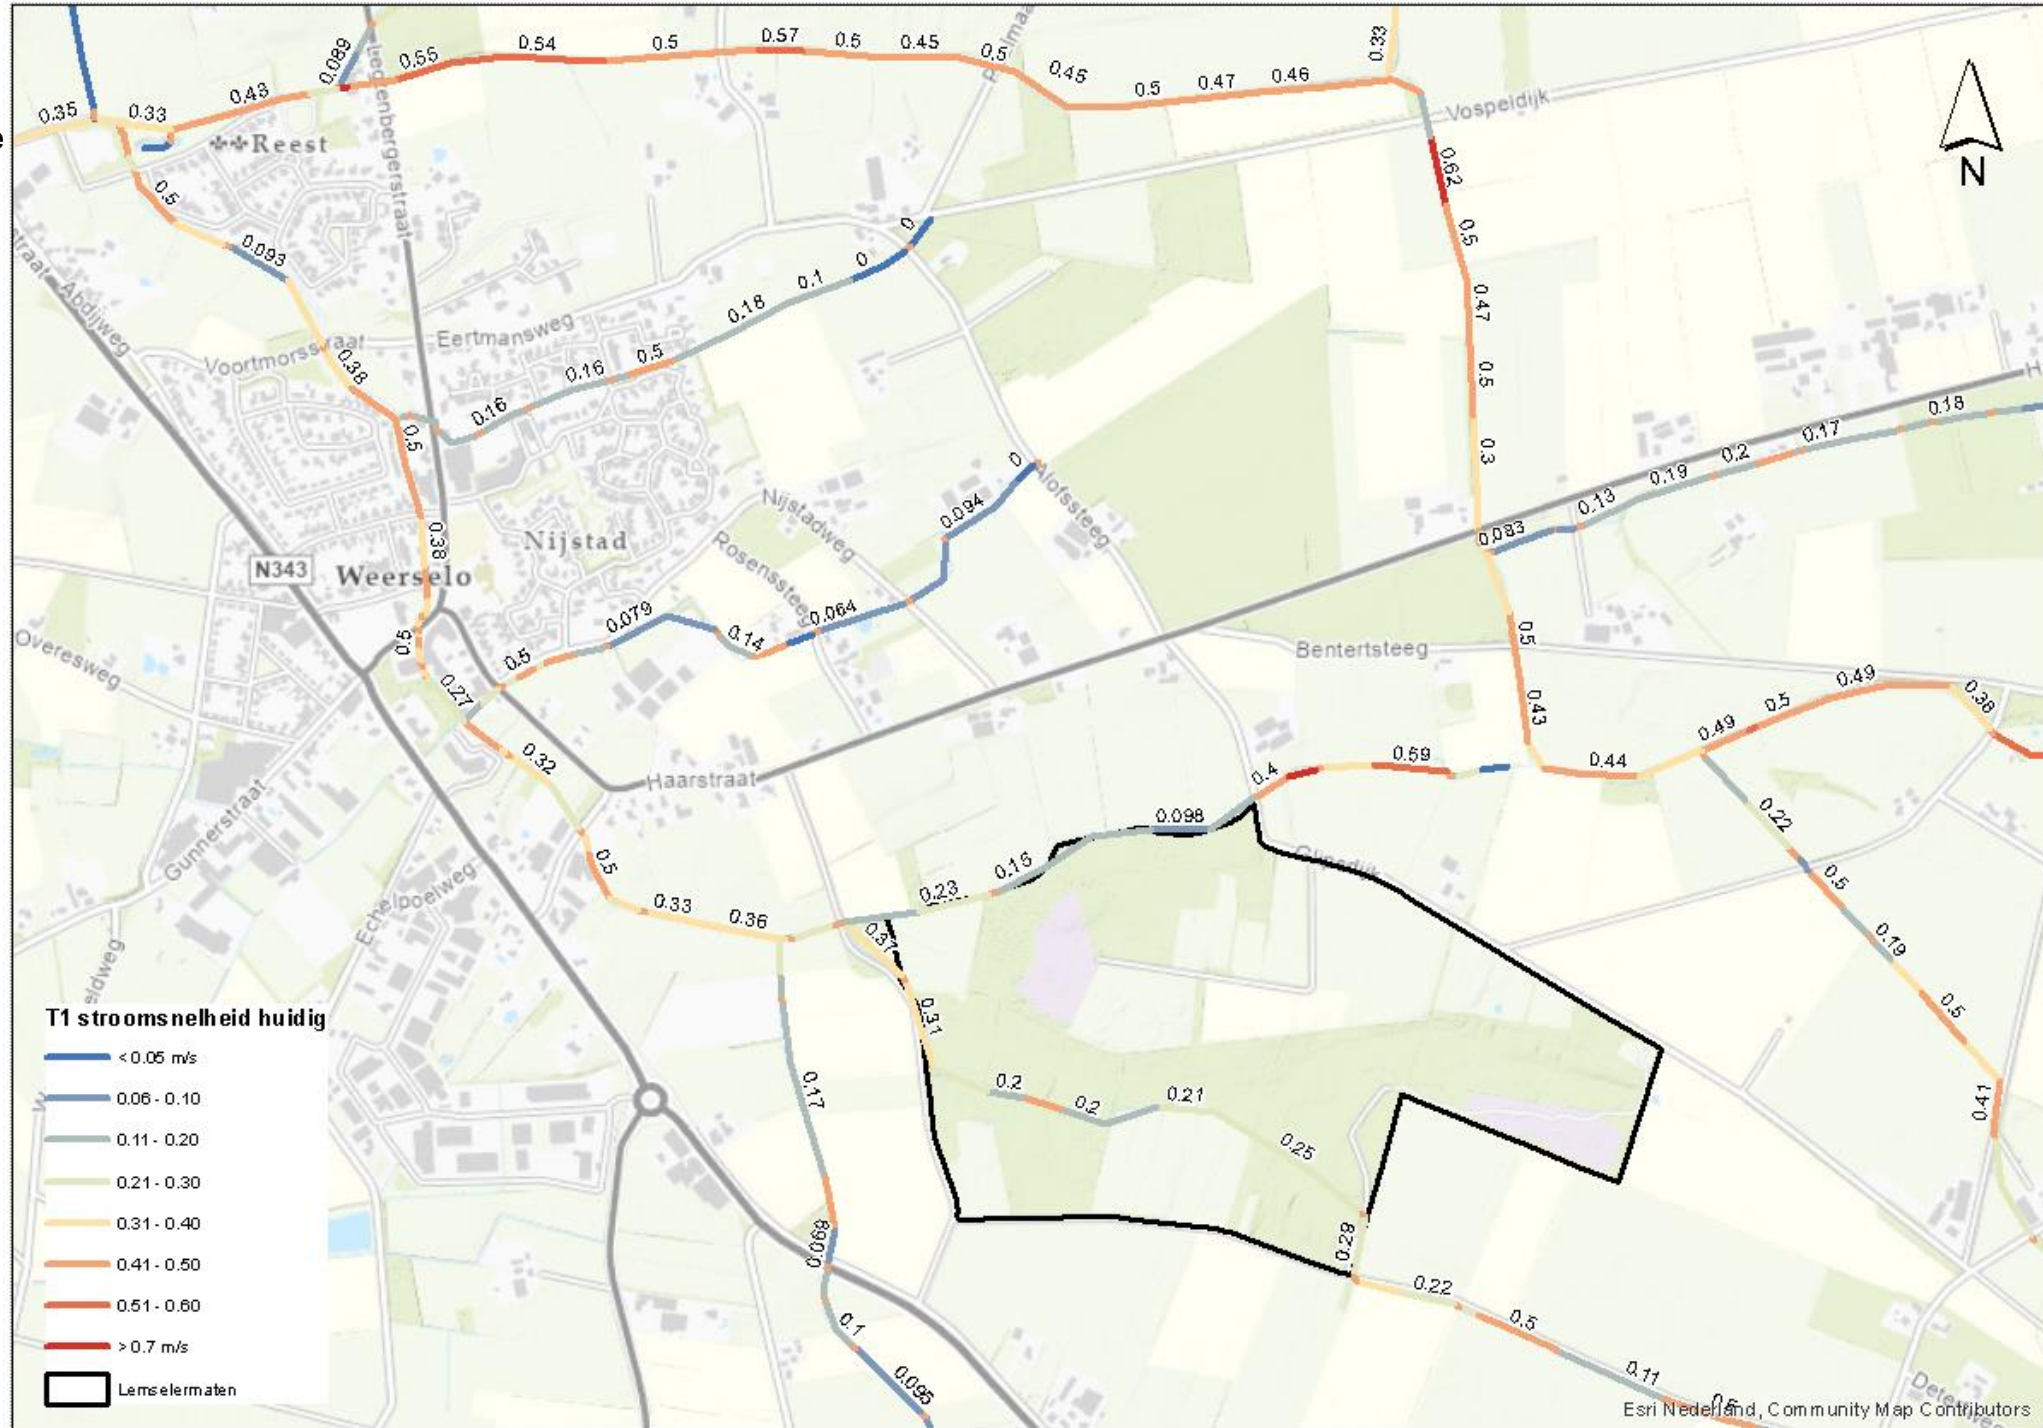 e
0.35
0.33
0.43
0.089
0.55
0.54
0.5
0.57
0.5
0.45
0.5
0.45
0.5
0.47
0.46
0.33
Vospeldijk
N
Reest
0.5
0.093
0.62
0.5
0.47
0.5
0.3
0
0
0.1
0.18
0.5
0.16
0.16
Abdijweg
Eertmansweg
0.38
0.5
0.38
0.5
0.27
0.18
0.17
0.2
0.19
0.13
0.083
0
0.094
Alofssteeg
Nijstadweg
Rosenssteeg
Nijstad
N343
Weerselo
Overesweg
0.079
0.14
0.064
0.5
0.32
Haarstraat
Bentertsteeg
0.5
0.43
0.49
0.38
0.5
0.49
0.44
0.59
0.4
0.098
0.22
0.5
0.19
0.5
0.41
Gunnerstraat
Echelpoelweg
0.5
0.33
0.36
0.23
0.15
0.37
0.31
0.17
0.2
0.2
0.21
0.25
0.29
0.22
0.5
0.11
0.068
0.1
0.095
T1 stroomsnelheid huidig
<0.05 m/s
0.06 - 0.10
0.11 - 0.20
0.21 - 0.30
0.31 - 0.40
0.41 - 0.50
0.51 - 0.60
>0.7 m/s
Lemselermaten
Esri Nederland, Community Map Contributors